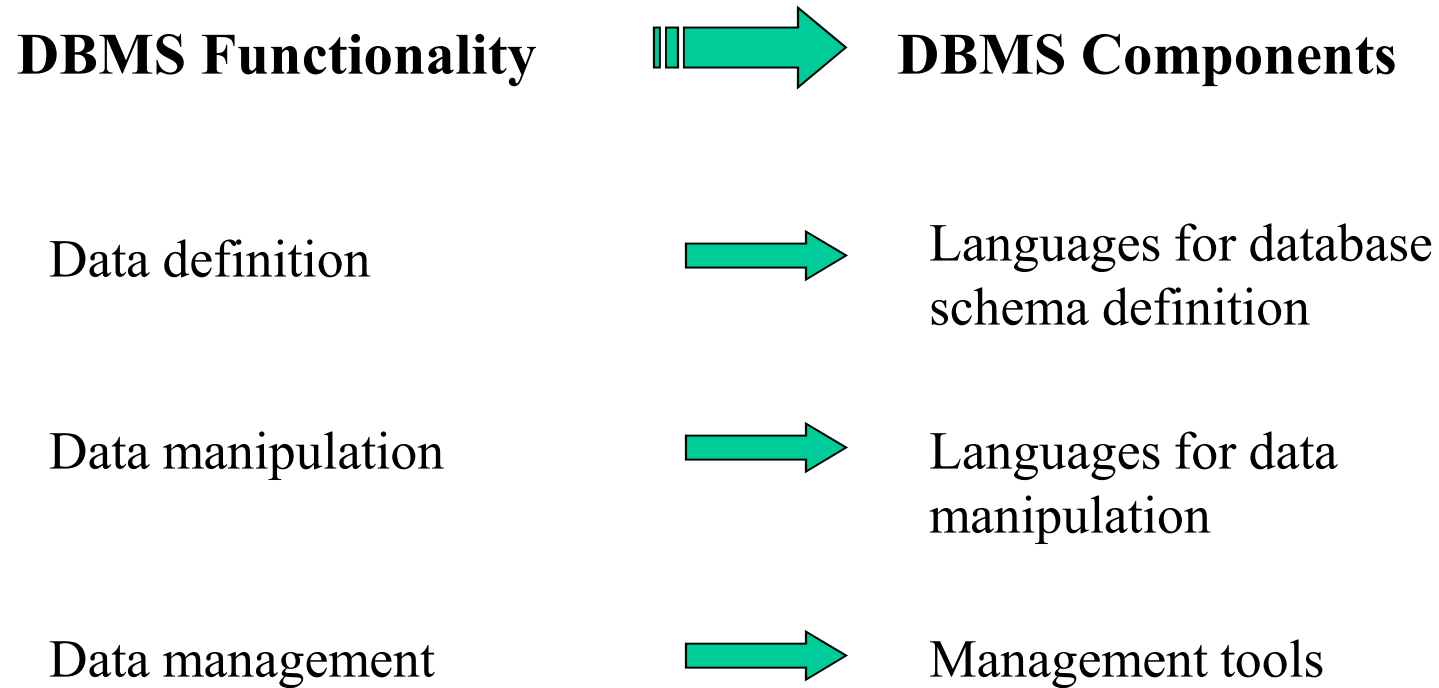 DBMS Functionality
DBMS Components
Data definition
Languages for database
schema definition
Data manipulation
Languages for data
manipulation
Data management
Management tools